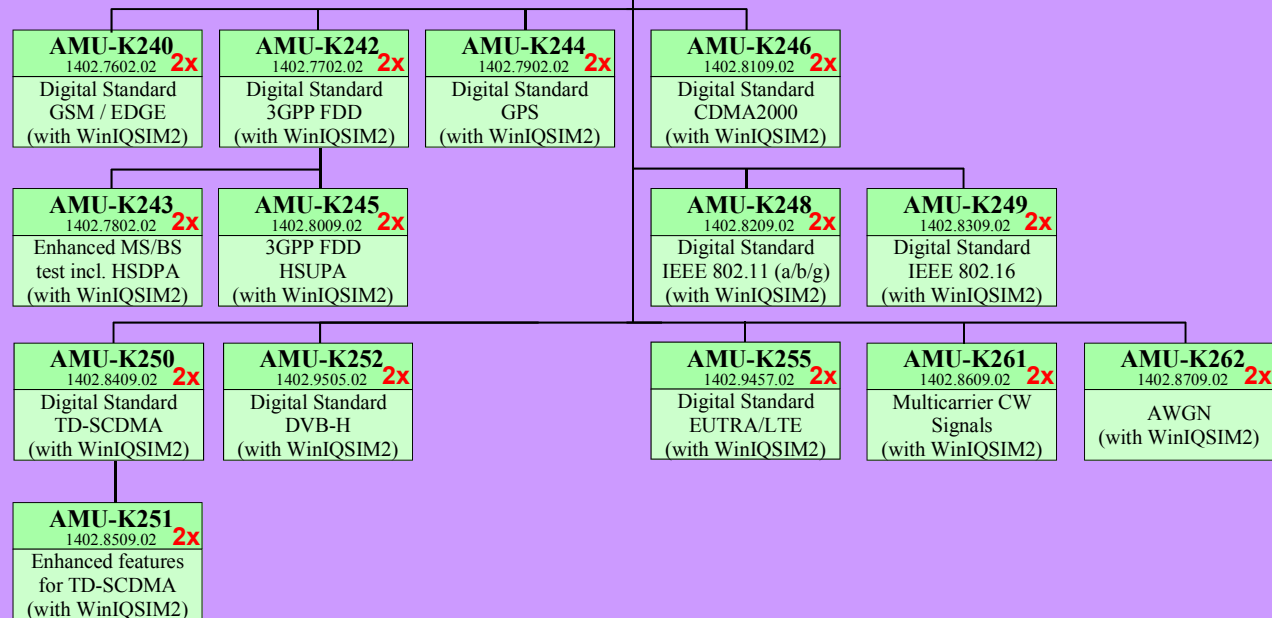 AMU-K240
1402.7602.02 2x
Digital Standard
GSM / EDGE
(with WinIQSIM2)
AMU-K242
1402.7702.02 2x
Digital Standard
3GPP FDD
(with WinIQSIM2)
AMU-K244
1402.7902.02 2x
Digital Standard
GPS
(with WinIQSIM2)
AMU-K246
1402.8109.02 2x
Digital Standard
CDMA2000
(with WinIQSIM2)
AMU-K243
1402.7802.02 2x
Enhanced MS/BS
test incl. HSDPA
(with WinIQSIM2)
AMU-K245
1402.8009.02 2x
3GPP FDD
HSUPA
(with WinIQSIM2)
AMU-K248
1402.8209.02 2x
Digital Standard
IEEE 802.11 (a/b/g)
(with WinIQSIM2)
AMU-K249
1402.8309.02 2x
Digital Standard
IEEE 802.16
(with WinIQSIM2)
AMU-K250
1402.8409.02 2x
Digital Standard
TD-SCDMA
(with WinIQSIM2)
AMU-K252
1402.9505.02 2x
Digital Standard
DVB-H
(with WinIQSIM2)
AMU-K255
1402.9457.02 2x
Digital Standard
EUTRA/LTE
(with WinIQSIM2)
AMU-K261
1402.8609.02 2x
Multicarrier CW
Signals
(with WinIQSIM2)
AMU-K262
1402.8709.02 2x
AWGN
(with WinIQSIM2)
AMU-K251
1402.8509.02 2x
Enhanced features
for TD-SCDMA
(with WinIQSIM2)